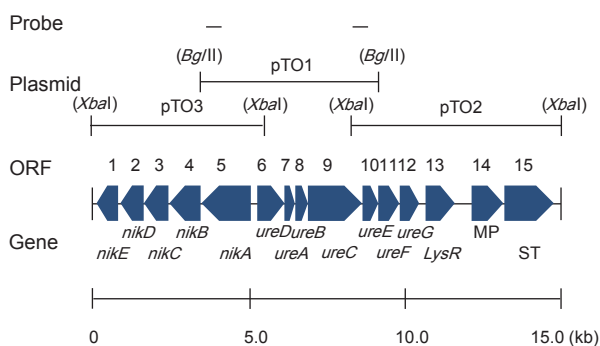 Probe
(BglII) (BglII)
pTO1
Plasmid
(XbaI) pTO3 (XbaI) (XbaI) pTO2 (XbaI)
ORF 1 2 3 4 5 6 7 8 9 10 11 12 13 14 15
nikD nikB ureD ureB ureE ureG MP
Gene
nikE nikC nikA ureA ureC ureF LysR ST
0 5.0 10.0 15.0 (kb)